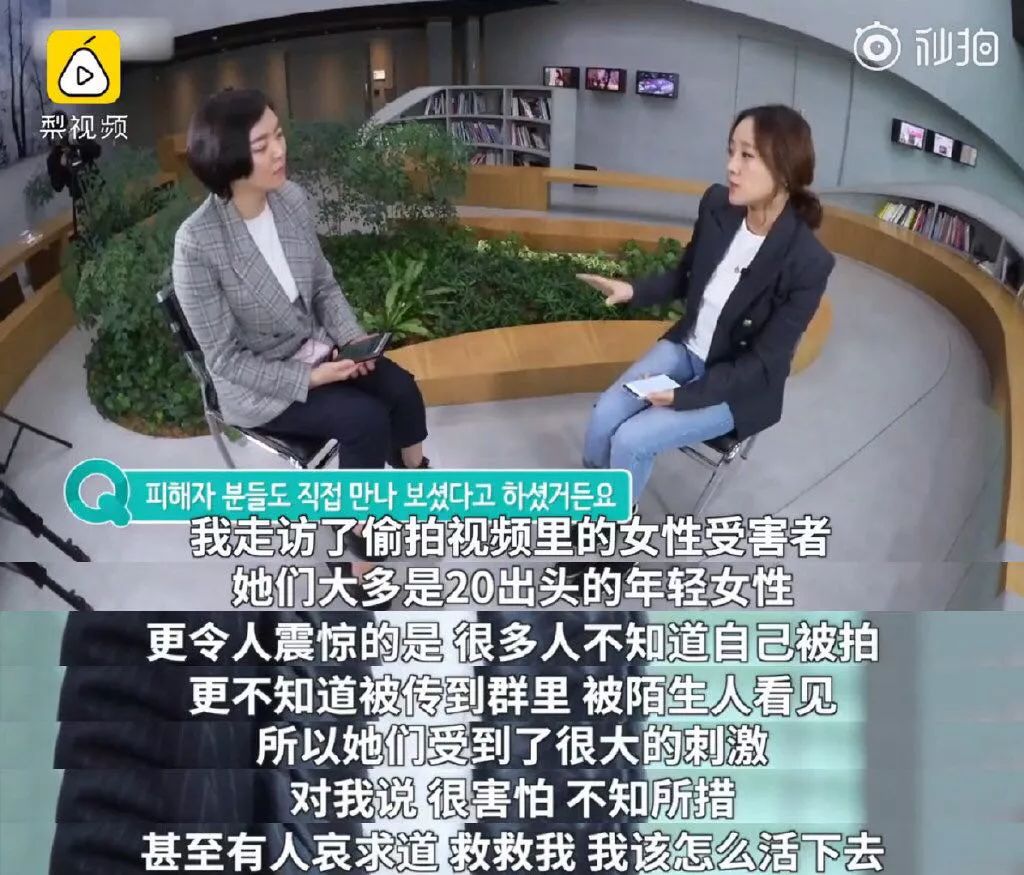 梨视频
秒拍
Q 피해자 분들도 직접 만나 보셨다고 하셨거든요
我走访了偷拍视频里的女性受害者
她们大多是20出头的年轻女性
更令人震惊的是 很多人不知道自己被拍
更不知道被传到群里 被陌生人看见
所以她们受到了很大的刺激
对我说 很害怕 不知所措
甚至有人哀求道 救救我 我该怎么活下去